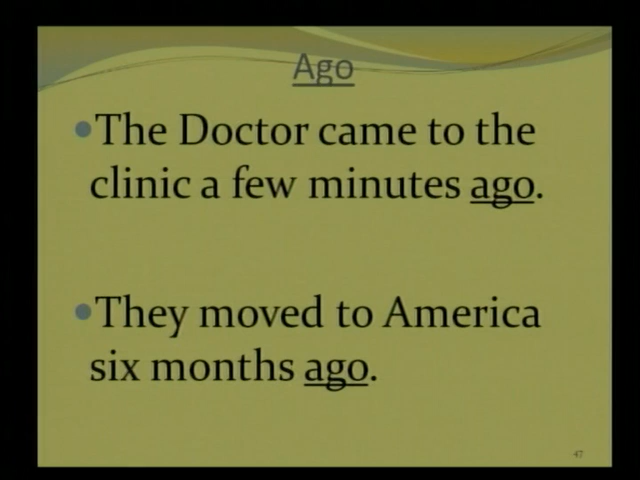 Ago
•The Doctor came to the
clinic a few minutes ago.
•They moved to America
six months ago.
47